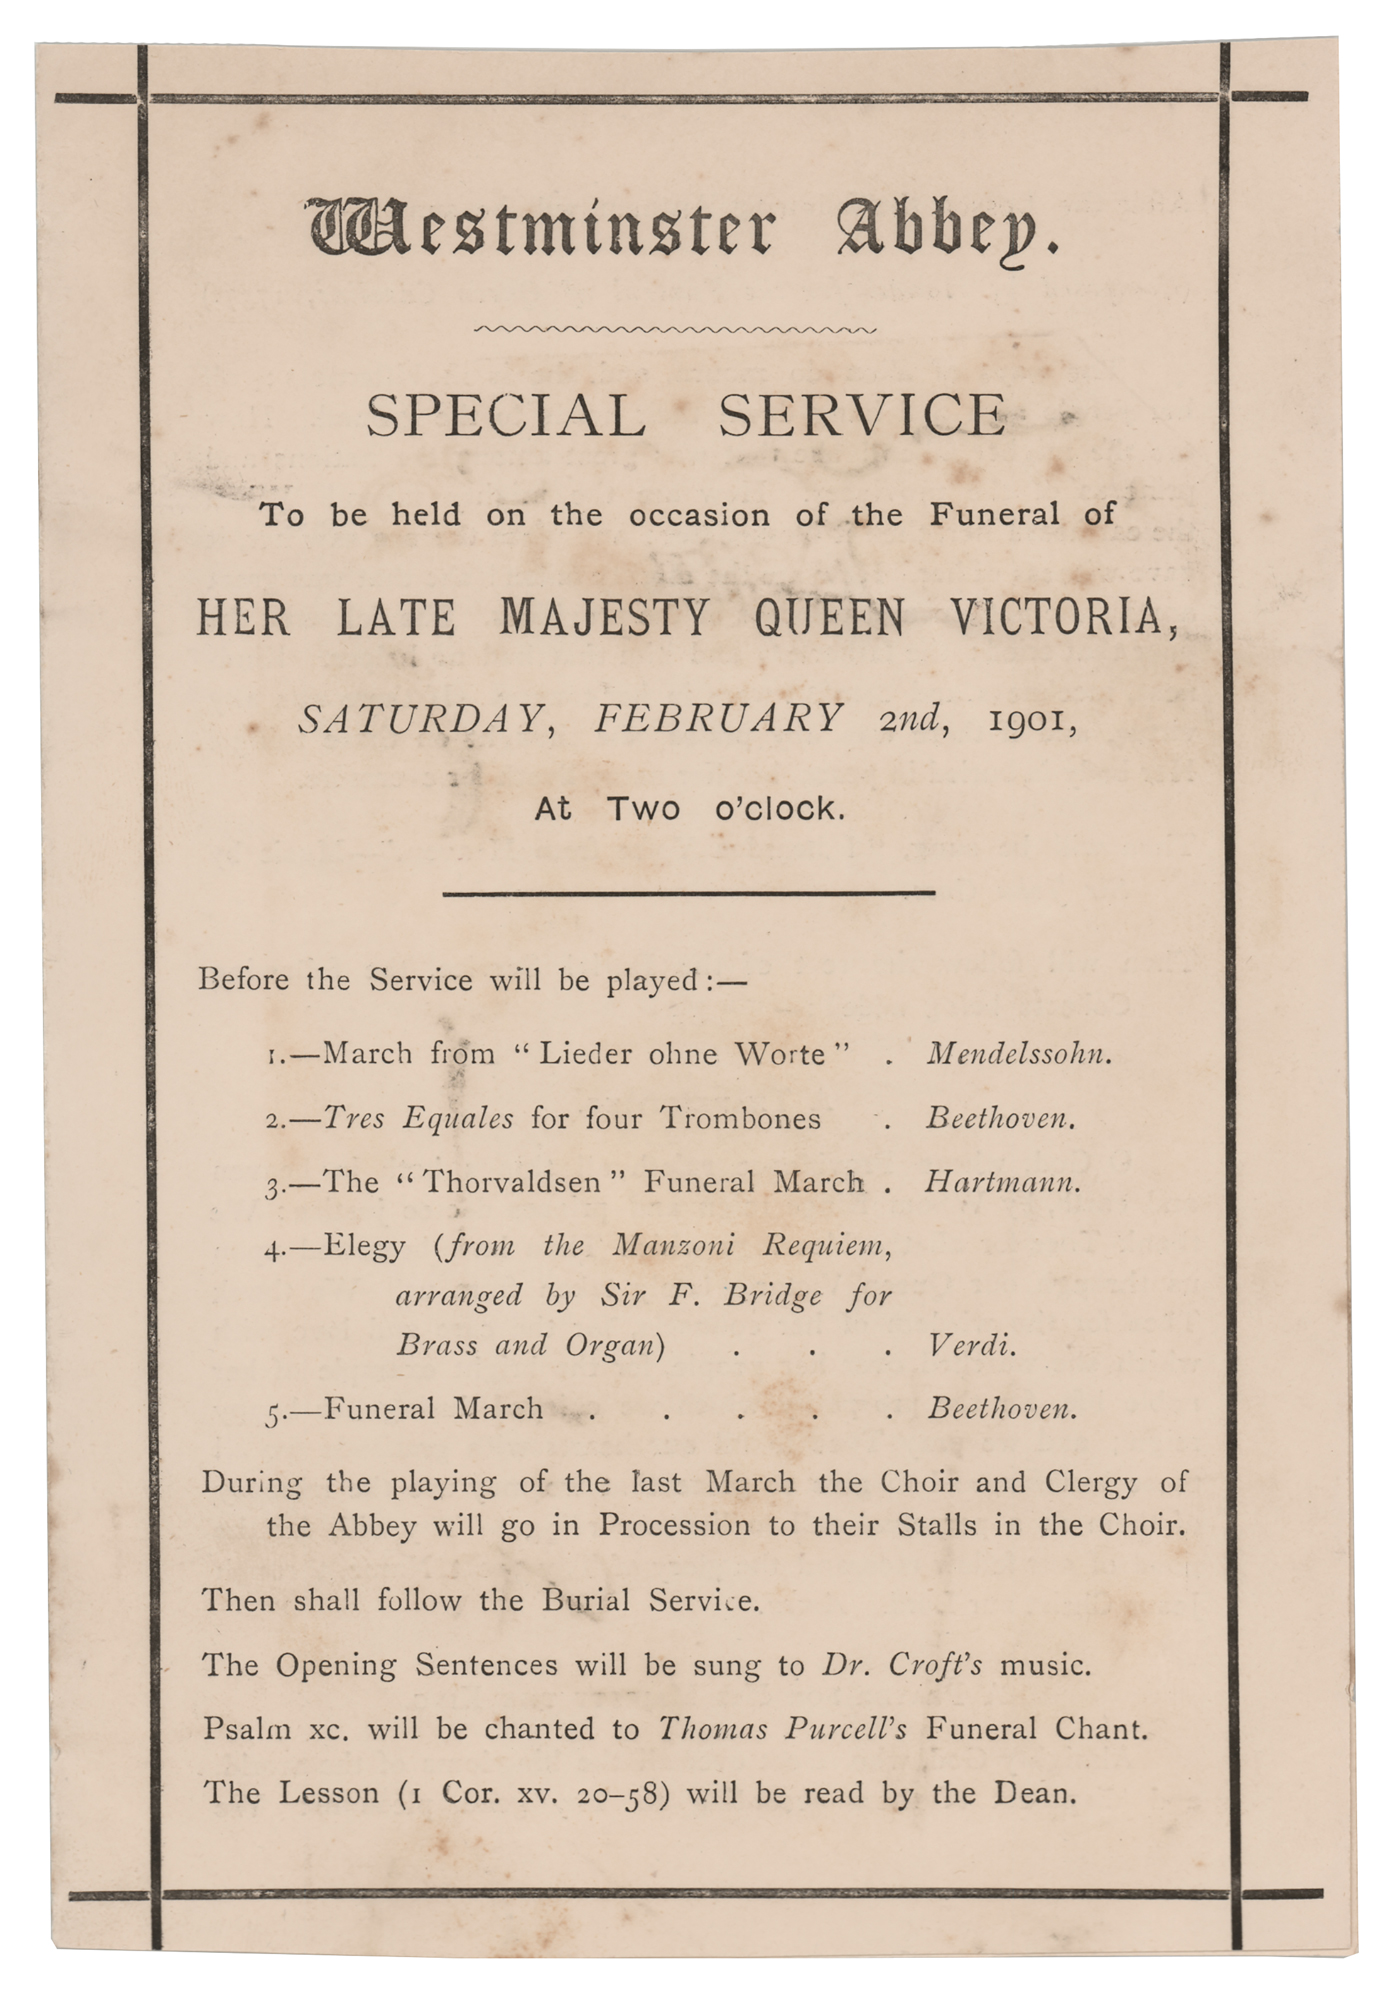 Westminster Abbey.
SPECIAL SERVICE
To be held on the occasion of the Funeral of
HER LATE MAJESTY QUEEN VICTORIA,
SATURDAY, FEBRUARY 2nd, 1901,
At Two o'clock.
Before the Service will be played:—
1.—March from “Lieder ohne Worte” . Mendelssohn.
2.—Tres Equales for four Trombones . Beethoven.
3.—The “Thorvaldsen” Funeral March . Hartmann.
4.—Elegy (from the Manzoni Requiem,
arranged by Sir F. Bridge for
Brass and Organ) . . . Verdi.
5.—Funeral March . . . . . Beethoven.
During the playing of the last March the Choir and Clergy of
the Abbey will go in Procession to their Stalls in the Choir.
Then shall follow the Burial Service.
The Opening Sentences will be sung to Dr. Croft's music.
Psalm xc. will be chanted to Thomas Purcell's Funeral Chant.
The Lesson (1 Cor. xv. 20–58) will be read by the Dean.